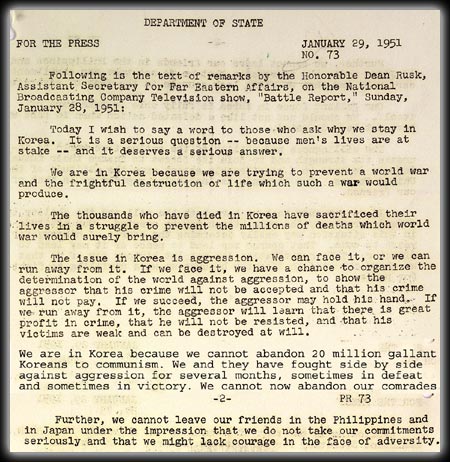 DEPARTMENT OF STATE
FOR THE PRESS
JANUARY 29, 1951
NO. 73
Following is the text of remarks by the Honorable Dean Rusk,
Assistant Secretary for Far Eastern Affairs, on the National
Broadcasting Company Television show, "Battle Report," Sunday,
January 28, 1951:
Today I wish to say a word to those who ask why we stay in
Korea. It is a serious question -- because men's lives are at
stake -- and it deserves a serious answer.
We are in Korea because we are trying to prevent a world war
and the frightful destruction of life which such a war would
produce.
The thousands who have died in Korea have sacrificed their
lives in a struggle to prevent the millions of deaths which world
war would surely bring.
The issue in Korea is aggression. We can face it, or we can
run away from it. If we face it, we have a chance to organize the
determination of the world against aggression, to show the
aggressor that his crime will not be accepted and that his crime
will not pay. If we succeed, the aggressor may hold his hand. If
we run away from it, the aggressor will learn that there is great
profit in crime, that he will not be resisted, and that his
victims are weak and can be destroyed at will.
We are in Korea because we cannot abandon 20 million gallant
Koreans to communism. We and they have fought side by side
against aggression for several months, sometimes in defeat
and sometimes in victory. We cannot now abandon our comrades
-2- PR 73
Further, we cannot leave our friends in the Philippines and
in Japan under the impression that we do not take our commitments
seriously and that we might lack courage in the face of adversity.